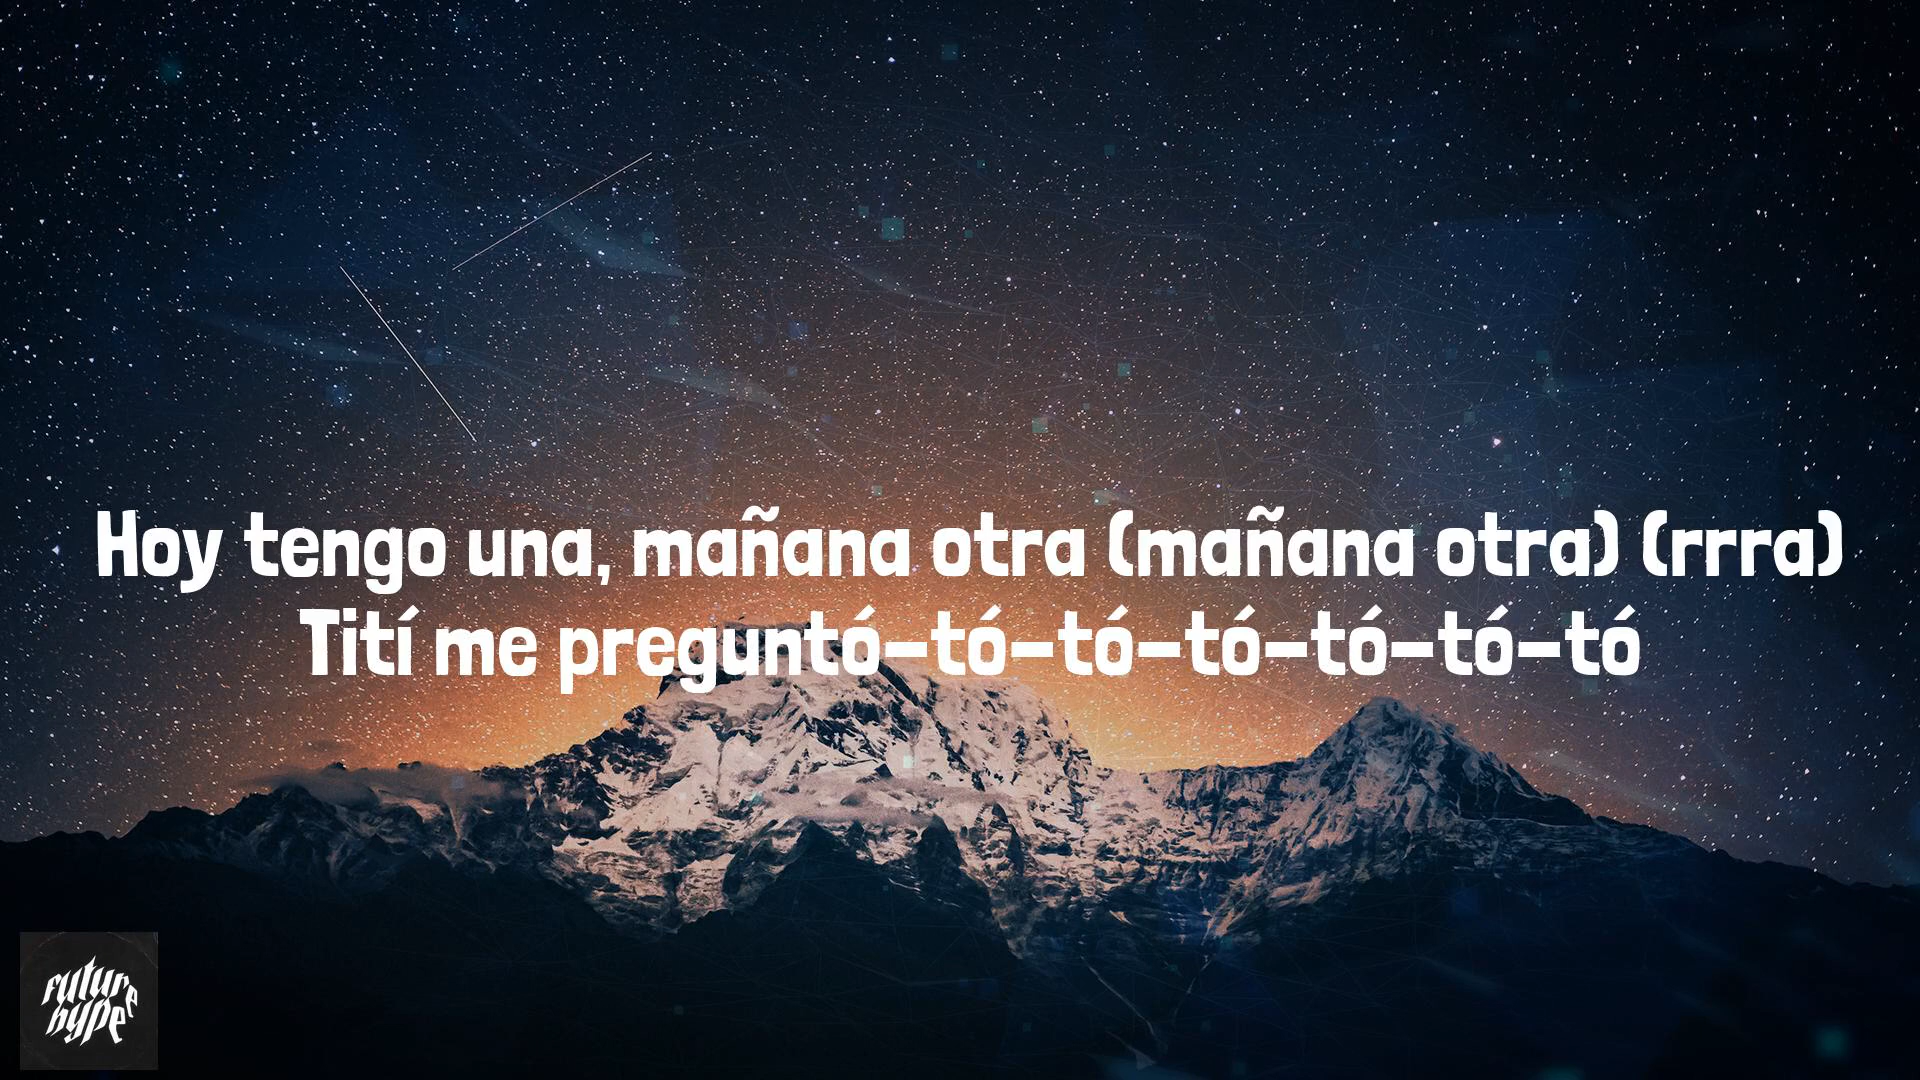 Hoy tengo una, mañana otra (mañana otra) (rrra)
Tití me preguntó-tó-tó-tó-tó-tó-tó
future
hype